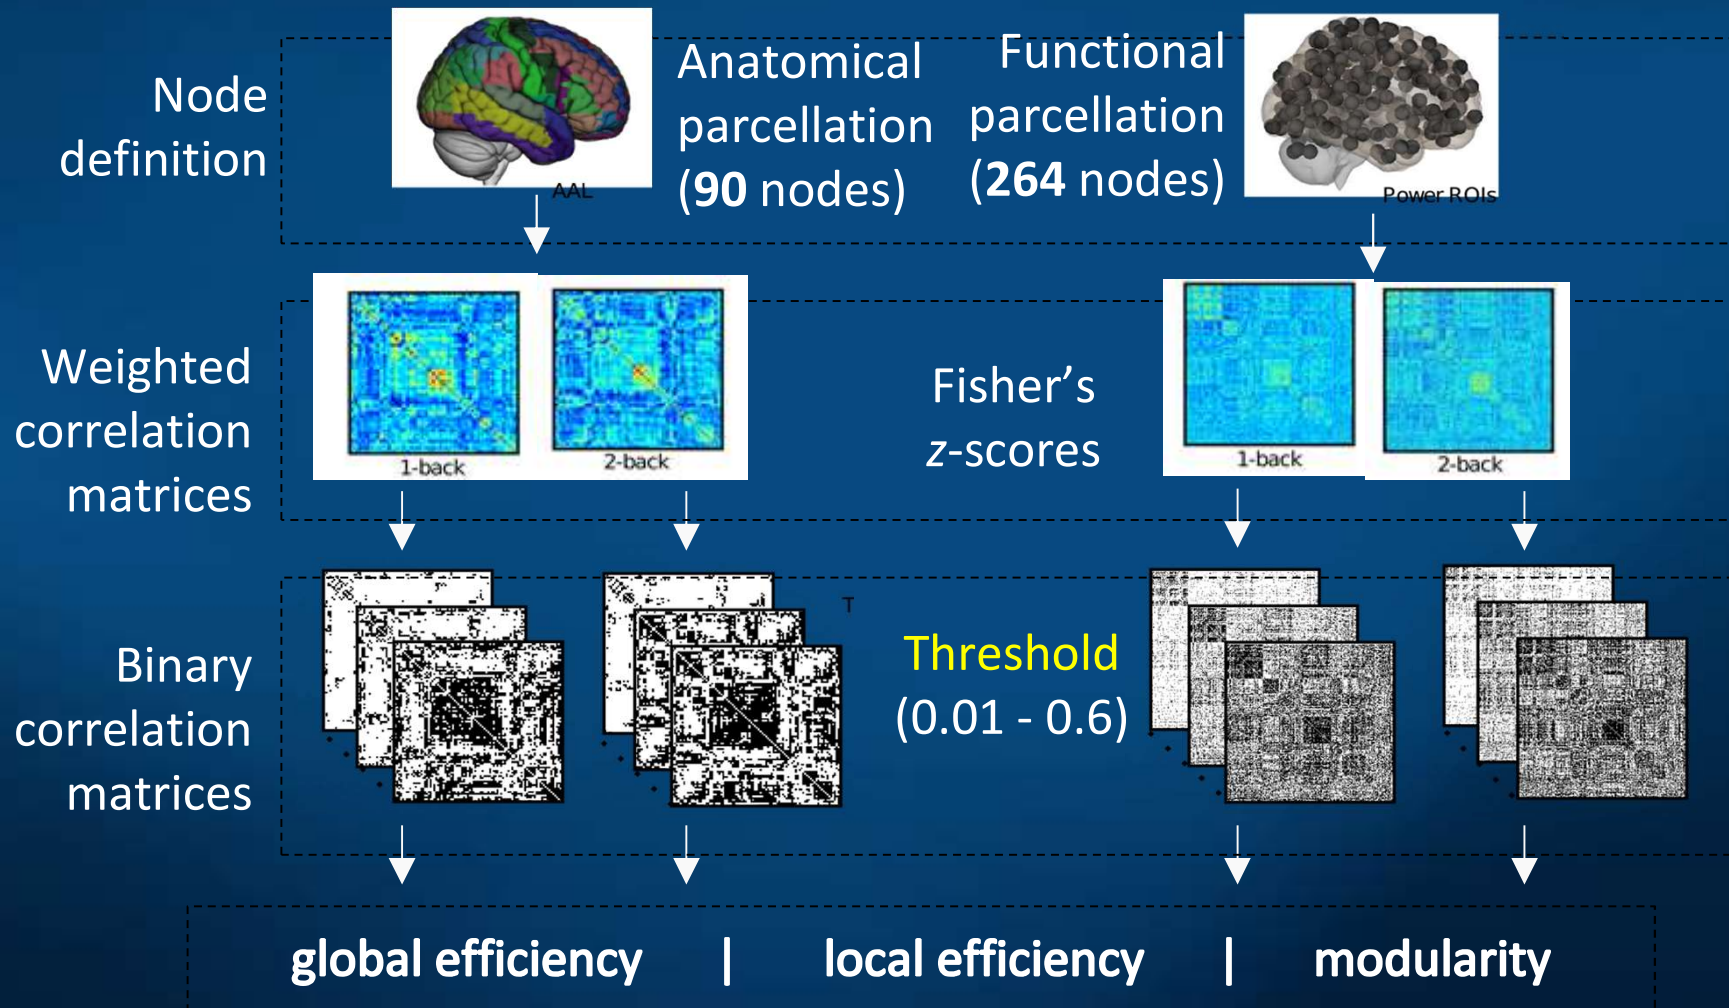 Node
definition
AAL
Anatomical
parcellation
(90 nodes)
Functional
parcellation
(264 nodes)
Power ROIs
Weighted
correlation
matrices
1-back
2-back
Fisher’s
z-scores
1-back
2-back
Binary
correlation
matrices
T
Threshold
(0.01 - 0.6)
global efficiency | local efficiency | modularity